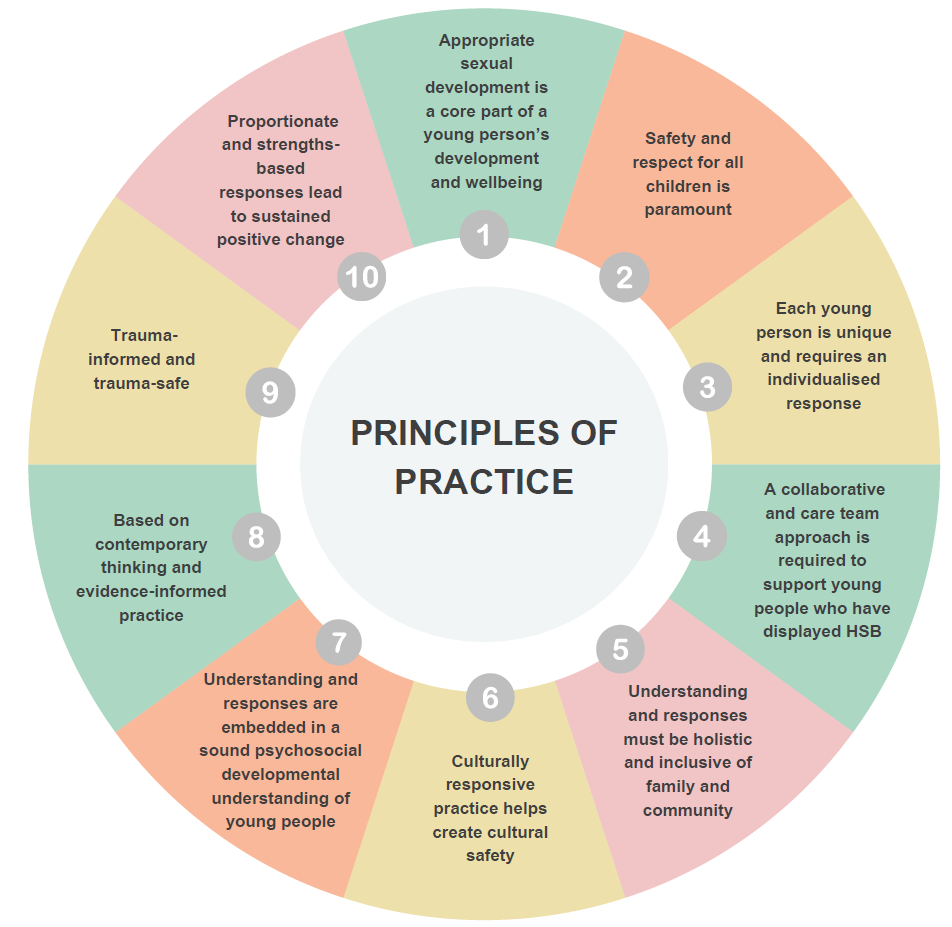 PRINCIPLES OF
PRACTICE
Appropriate
sexual
development is
a core part of a
young person's
development
and wellbeing
1
Safety and
respect for all
children is
paramount
2
Each young
person is unique
and requires an
individualised
response
3
A collaborative
and care team
approach is
required to
support young
people who have
displayed HSB
4
Understanding
and responses
must be holistic
and inclusive of
family and
community
5
Culturally
responsive
practice helps
create cultural
safety
6
Understanding and
responses are
embedded in a
sound psychosocial
developmental
understanding of
young people
7
Based on
contemporary
thinking and
evidence-informed
practice
8
Trauma-
informed and
trauma-safe
9
Proportionate
and strengths-
based
responses lead
to sustained
positive change
10